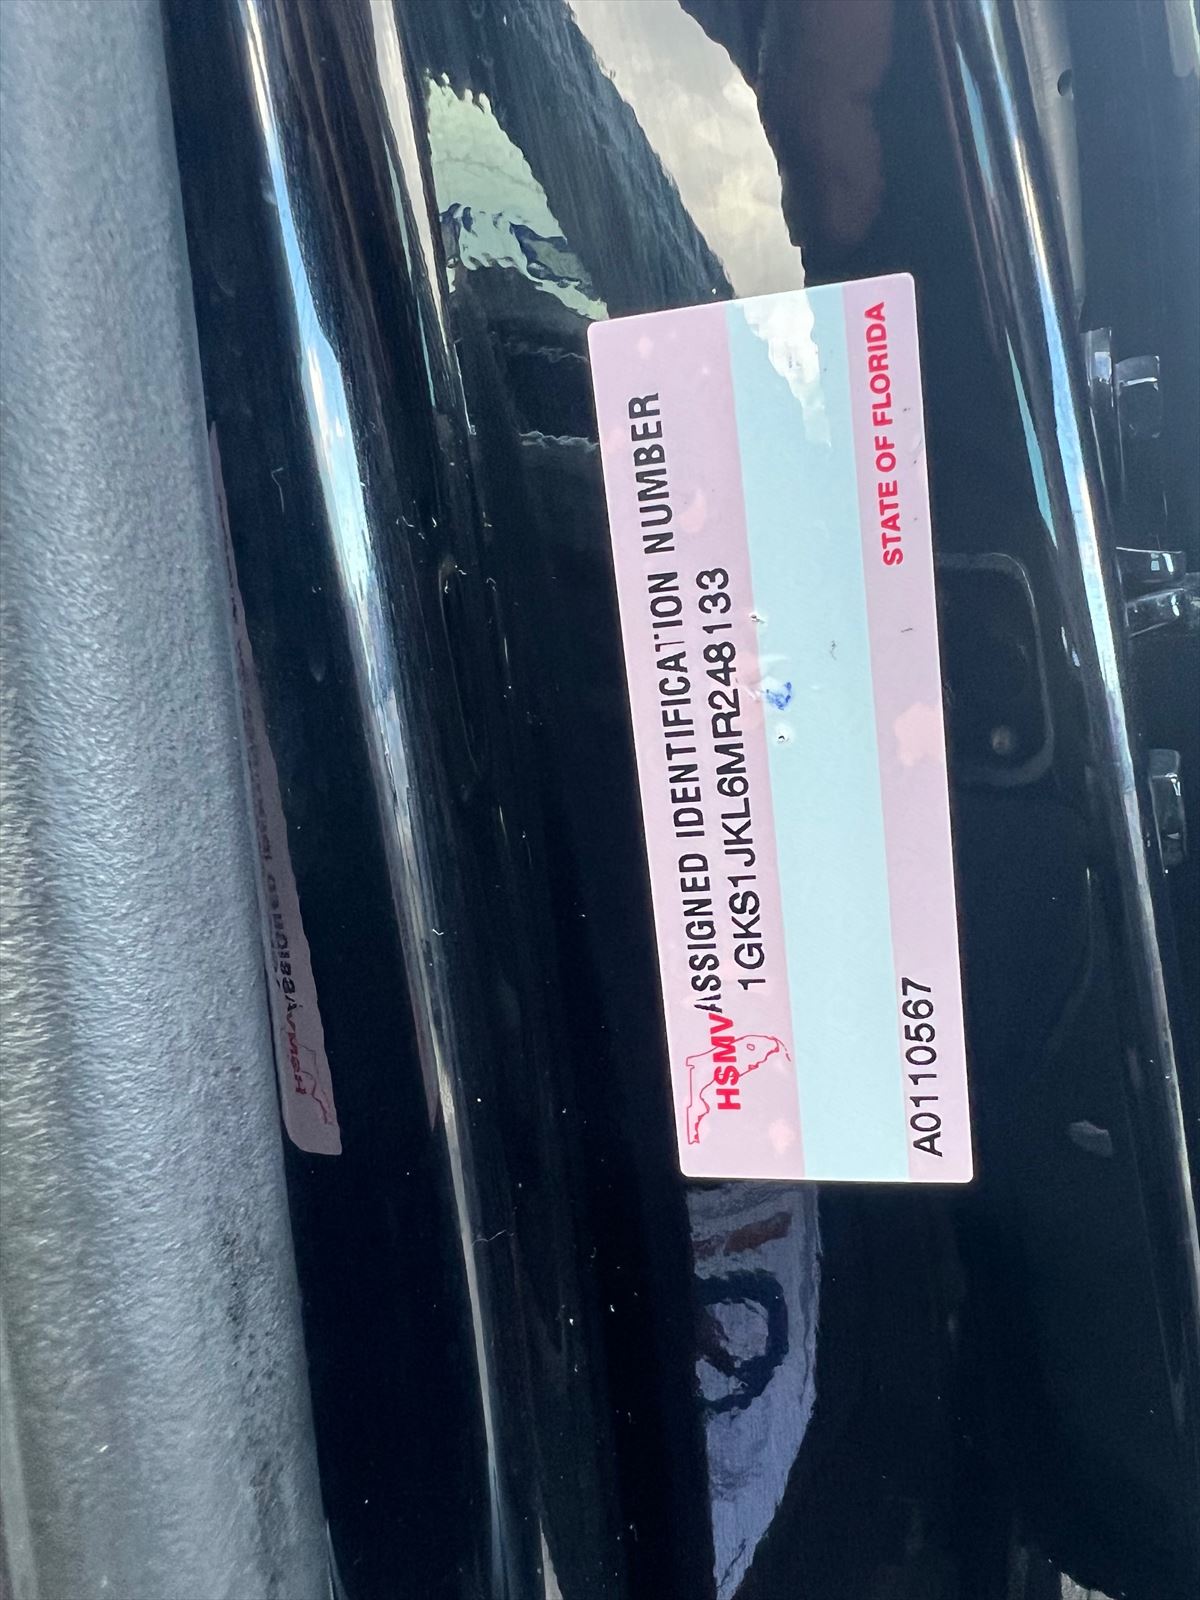 ASSIGNED IDENTIFICATION NUMBER
HSMV
1GKS1JKL6MR248133
A0110567
STATE OF FLORIDA